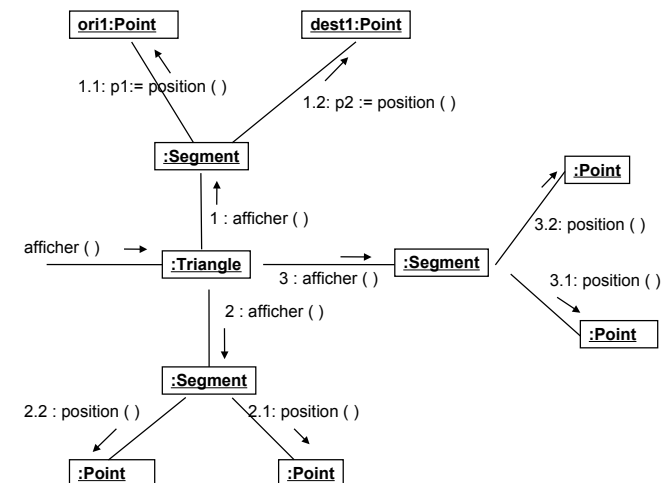 ori1:Point
dest1:Point
1.1: p1:= position ( )
1.2: p2 := position ( )
:Segment
:Point
1 : afficher ( )
3.2: position ( )
afficher ( )
:Triangle
:Segment
3 : afficher ( )
3.1: position ( )
2 : afficher ( )
:Point
:Segment
2.2 : position ( )
2.1: position ( )
:Point
:Point